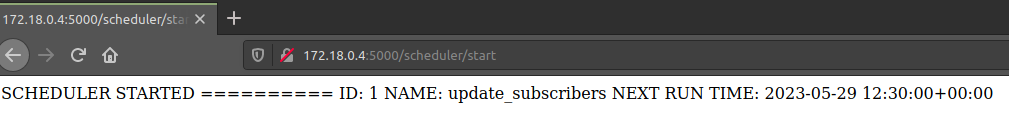 172.18.0.4:5000/scheduler/star
172.18.0.4:5000/scheduler/start
SCHEDULER STARTED ========== ID: 1 NAME: update_subscribers NEXT RUN TIME: 2023-05-29 12:30:00+00:00